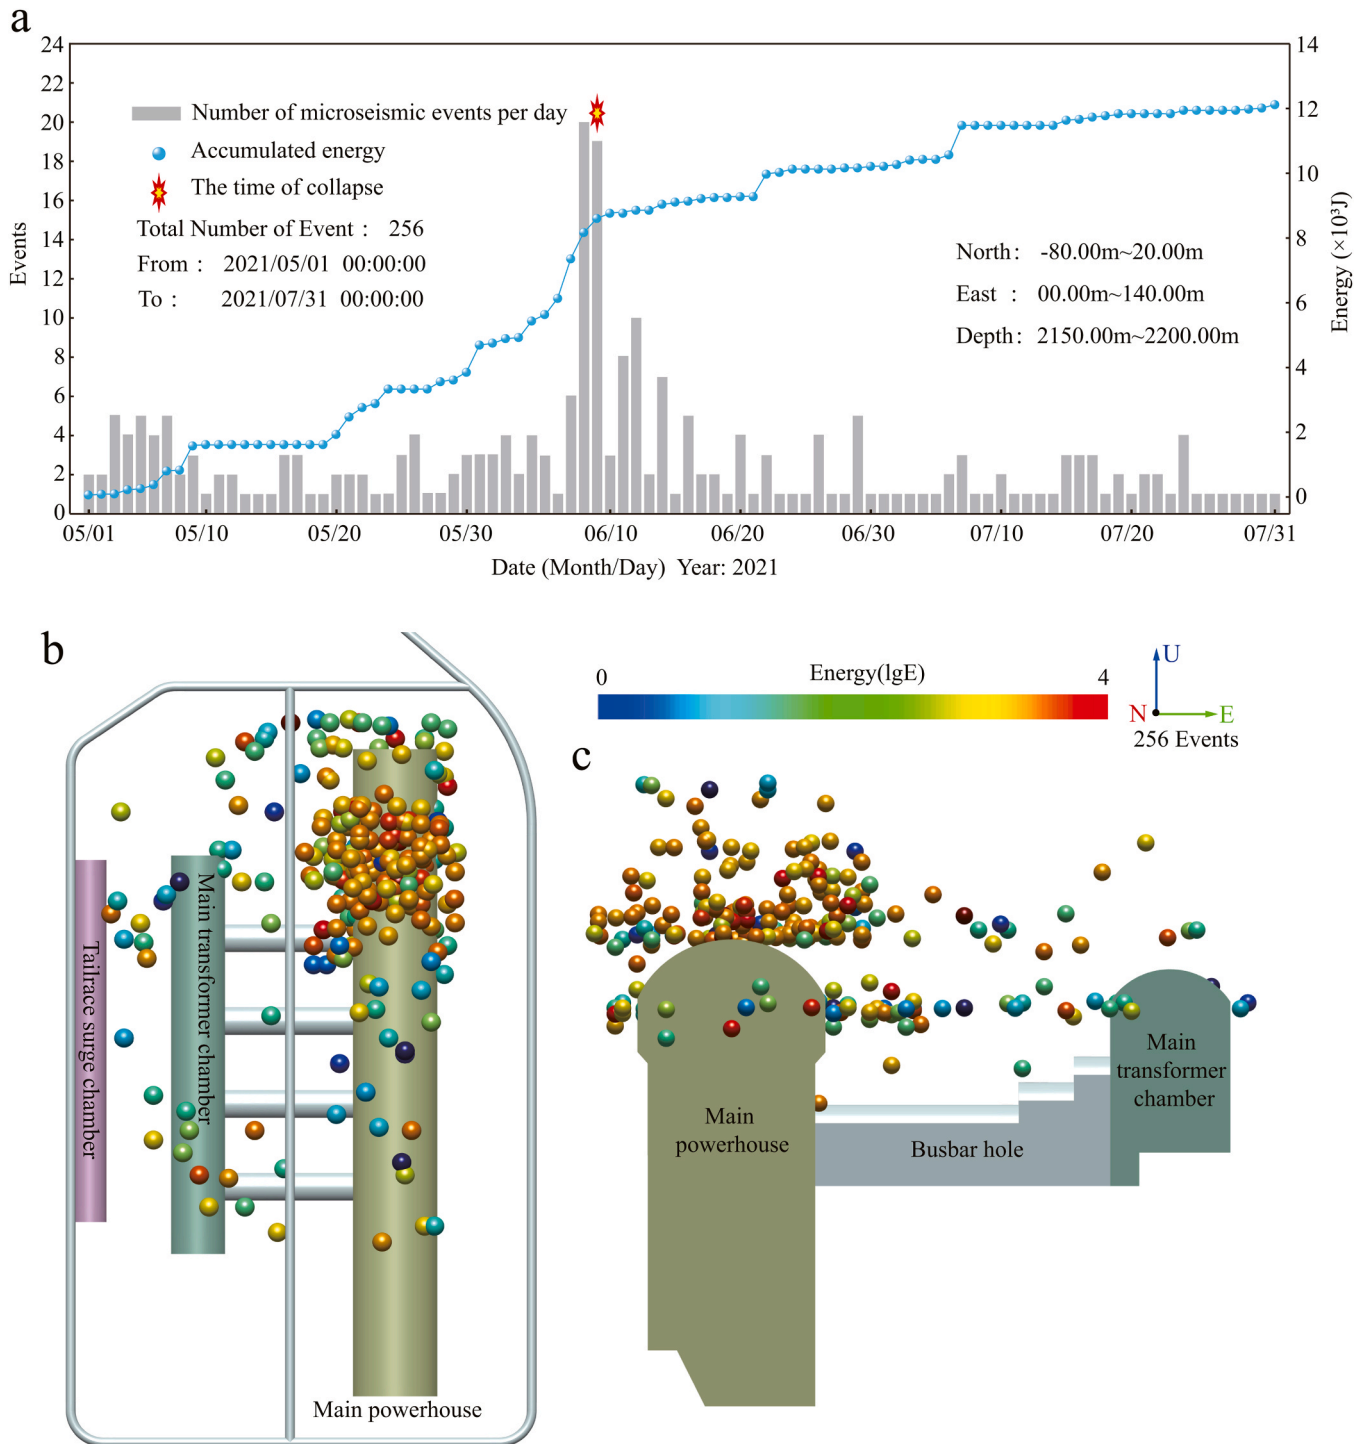 a
24
22
20
18
16
14
12
10
8
6
4
2
0
Events
14
12
10
8
6
4
2
0
Energy (×10³J)
Number of microseismic events per day
Accumulated energy
The time of collapse
Total Number of Event : 256
From : 2021/05/01 00:00:00
To : 2021/07/31 00:00:00
North: -80.00m~20.00m
East : 00.00m~140.00m
Depth: 2150.00m~2200.00m
05/01 05/10 05/20 05/30 06/10 06/20 06/30 07/10 07/20 07/31
Date (Month/Day) Year: 2021
b
Tailrace surge chamber
Main transformer chamber
Main powerhouse
0 Energy(lgE) 4
U
N E
256 Events
c
Main
powerhouse
Busbar hole
Main
transformer
chamber